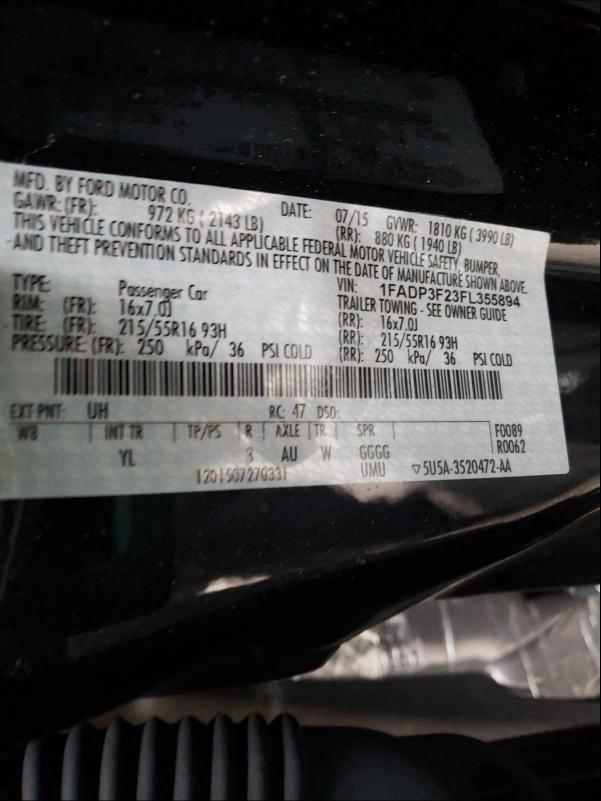 MFD. BY FORD MOTOR CO.
DATE: 07/15 GVWR: 1810 KG ( 3990 LB)
GAWR: (FR): 972 KG ( 2143 LB) (RR): 880 KG ( 1940 LB)
THIS VEHICLE CONFORMS TO ALL APPLICABLE FEDERAL MOTOR VEHICLE SAFETY, BUMPER,
AND THEFT PREVENTION STANDARDS IN EFFECT ON THE DATE OF MANUFACTURE SHOWN ABOVE.
VIN: 1FADP3F23FL355894
TYPE: Passenger Car TRAILER TOWING - SEE OWNER GUIDE
RIM: (FR): 16x7.0J (RR): 16x7.0J
TIRE: (FR): 215/55R16 93H (RR): 215/55R16 93H
PRESSURE: (FR): 250 kPa/ 36 PSI COLD (RR): 250 kPa/ 36 PSI COLD
EXT PNT: UH RC: 47 DSO:
WB INT TR TP/PS R AXLE TR SPR F0089
YL 3 AU W GGGG R0062
1201507270331 UMU ▽5U5A-3520472-AA